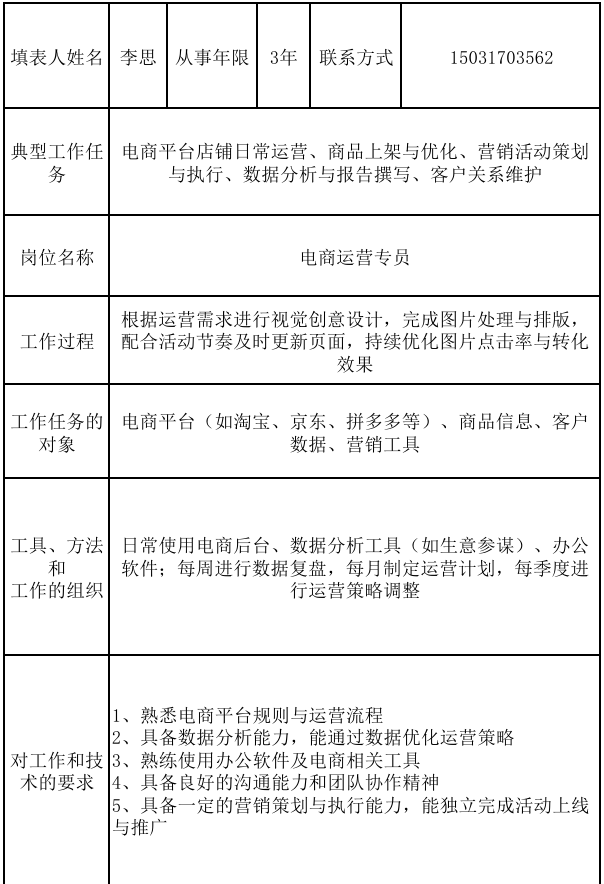 填表人姓名 李思 从事年限 3年 联系方式 15031703562
典型工作任
务
电商平台店铺日常运营、商品上架与优化、营销活动策划
与执行、数据分析与报告撰写、客户关系维护
岗位名称 电商运营专员
工作过程
根据运营需求进行视觉创意设计，完成图片处理与排版，
配合活动节奏及时更新页面，持续优化图片点击率与转化
效果
工作任务的
对象
电商平台（如淘宝、京东、拼多多等）、商品信息、客户
数据、营销工具
工具、方法
和
工作的组织
日常使用电商后台、数据分析工具（如生意参谋）、办公
软件；每周进行数据复盘，每月制定运营计划，每季度进
行运营策略调整
对工作和技
术的要求
1、熟悉电商平台规则与运营流程
2、具备数据分析能力，能通过数据优化运营策略
3、熟练使用办公软件及电商相关工具
4、具备良好的沟通能力和团队协作精神
5、具备一定的营销策划与执行能力，能独立完成活动上线
与推广